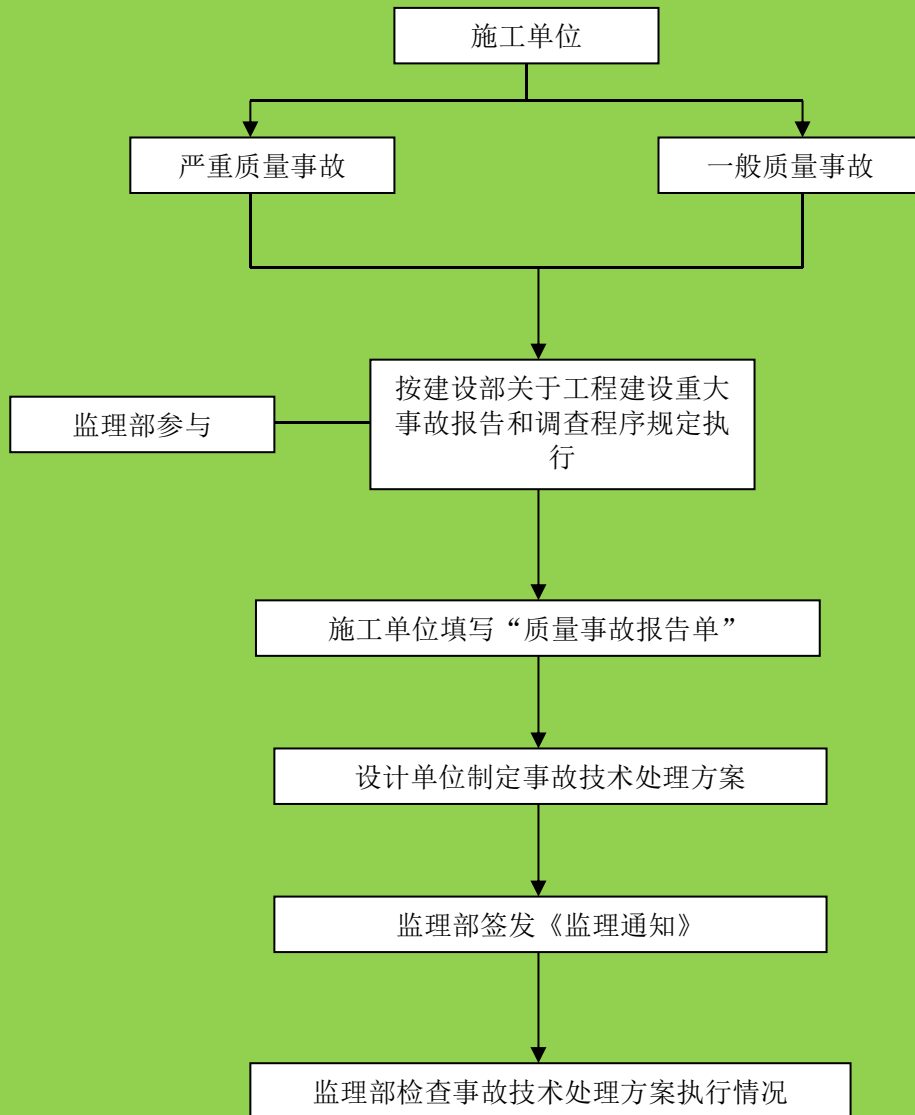 施工单位
严重质量事故
一般质量事故
按建设部关于工程建设重大
事故报告和调查程序规定执
行
监理部参与
施工单位填写“质量事故报告单”
设计单位制定事故技术处理方案
监理部签发《监理通知》
监理部检查事故技术处理方案执行情况